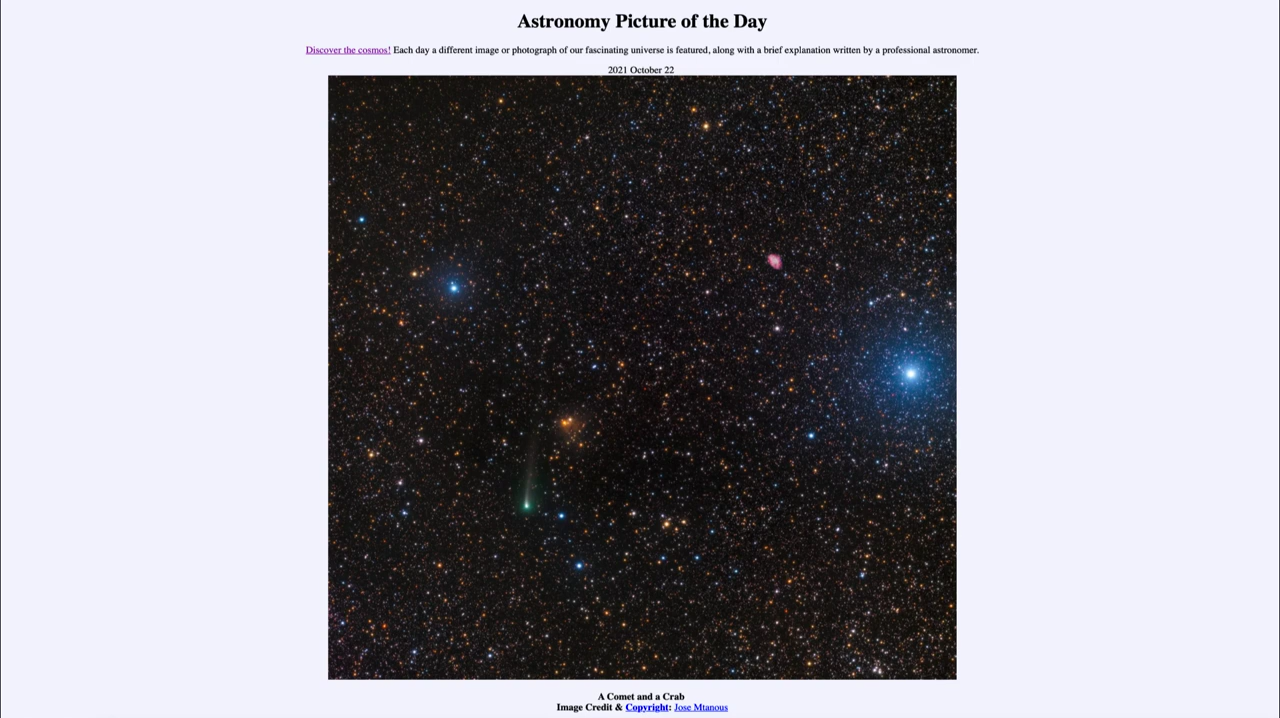 Astronomy Picture of the Day
Discover the cosmos! Each day a different image or photograph of our fascinating universe is featured, along with a brief explanation written by a professional astronomer.
2021 October 22
A Comet and a Crab
Image Credit & Copyright: Jose Mtanous